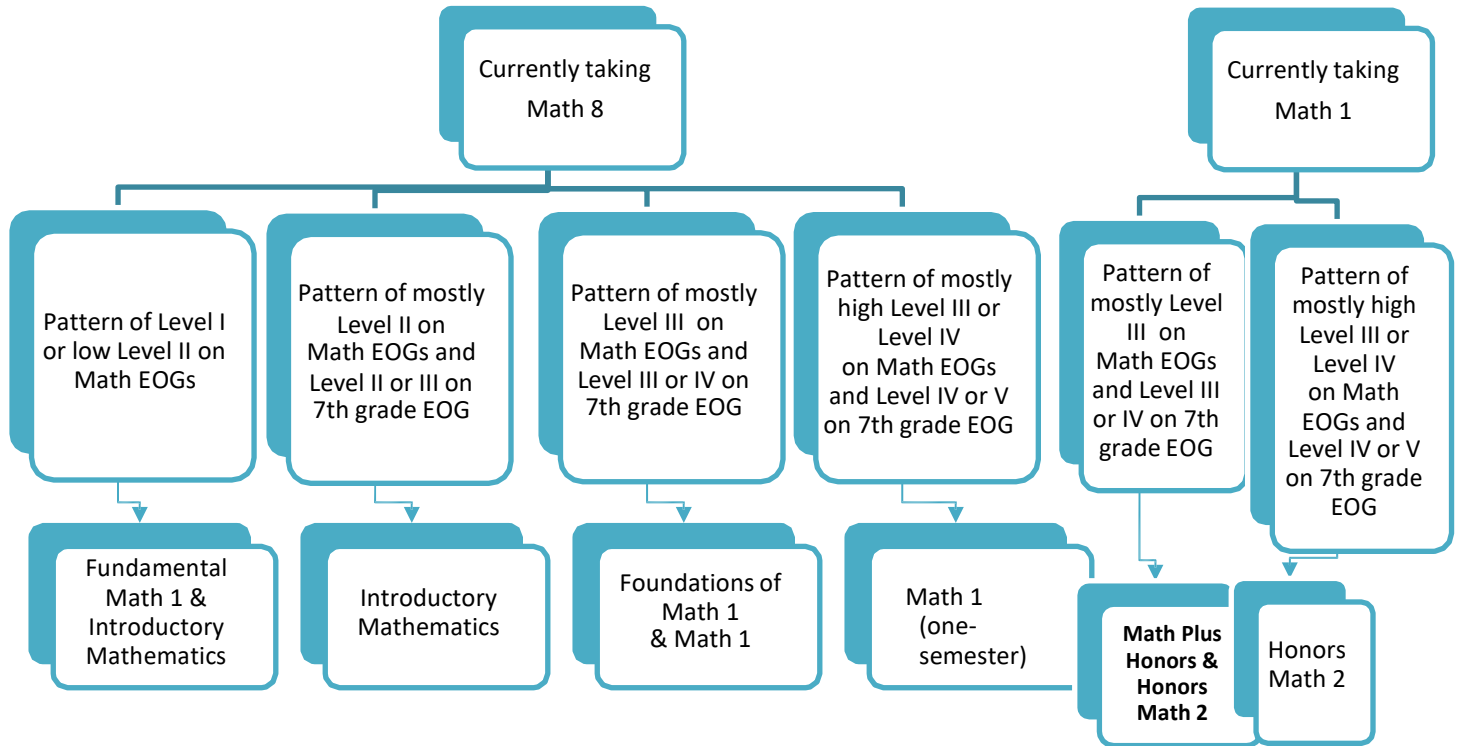 Currently taking
Math 8
Currently taking
Math 1
Pattern of Level I
or low Level II on
Math EOGs
Pattern of mostly
Level II on
Math EOGs and
Level II or III on
7th grade EOG
Pattern of mostly
Level III on
Math EOGs and
Level III or IV on
7th grade EOG
Pattern of mostly
high Level III or
Level IV
on Math EOGs
and Level IV or V
on 7th grade EOG
Pattern of
mostly Level
III on
Math EOGs
and Level III
or IV on 7th
grade EOG
Pattern of
mostly high
Level III or
Level IV
on Math
EOGs and
Level IV or V
on 7th grade
EOG
Fundamental
Math 1 &
Introductory
Mathematics
Introductory
Mathematics
Foundations of
Math 1
& Math 1
Math 1
(one-
semester)
Math Plus
Honors &
Honors
Math 2
Honors
Math 2